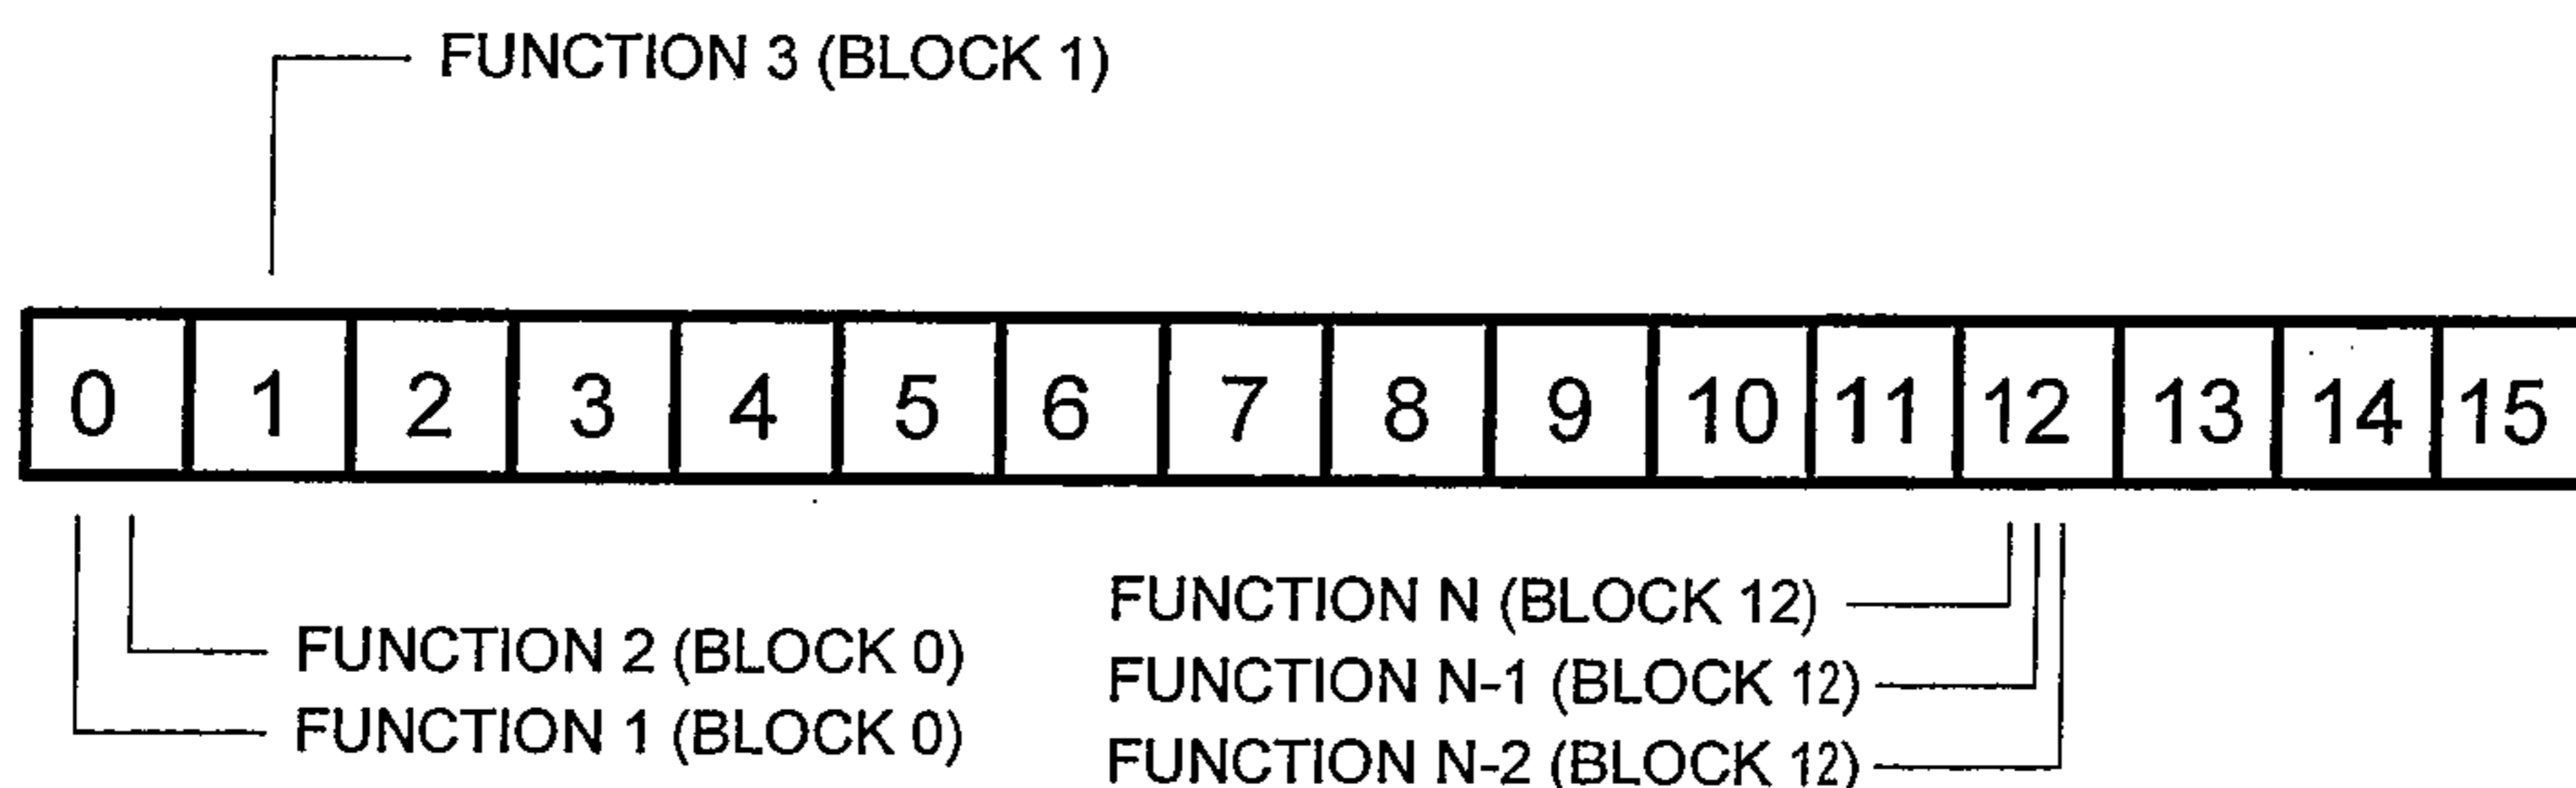 FUNCTION 3 (BLOCK 1)
0 1 2 3 4 5 6 7 8 9 10 11 12 13 14 15
FUNCTION N (BLOCK 12)
FUNCTION 2 (BLOCK 0)
FUNCTION N-1 (BLOCK 12)
FUNCTION 1 (BLOCK 0)
FUNCTION N-2 (BLOCK 12)